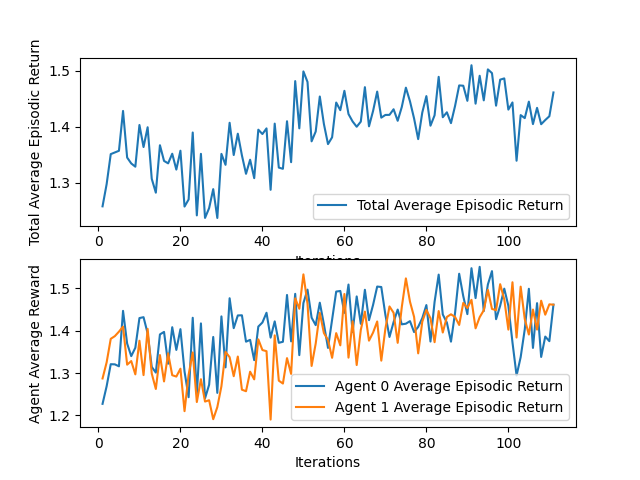 Total Average Episodic Return
1.5
1.4
1.3
Total Average Episodic Return
0
20
40
60
80
100
Iterations
Agent Average Reward
1.5
1.4
1.3
1.2
Agent 0 Average Episodic Return
Agent 1 Average Episodic Return
0
20
40
60
80
100
Iterations